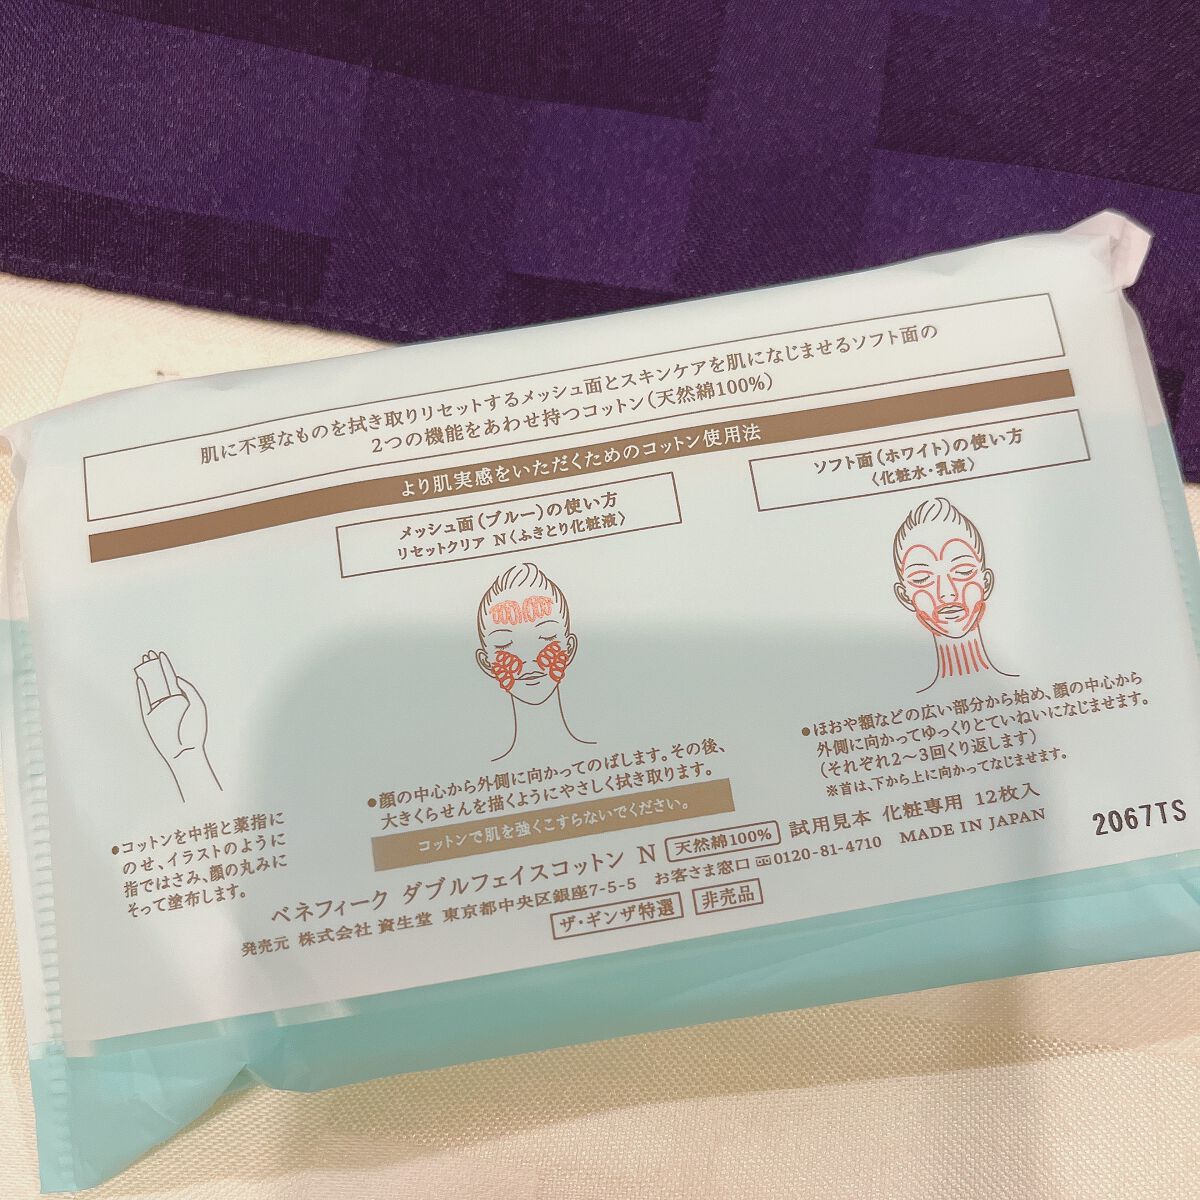 肌に不要なものを拭き取りリセットするメッシュ面とスキンケアを肌になじませるソフト面の
2つの機能をあわせ持つコットン(天然綿100%)
より肌実感をいただくためのコットン使用法
メッシュ面(ブルー)の使い方
リセットクリア N〈ふきとり化粧液〉
ソフト面(ホワイト)の使い方
〈化粧水・乳液〉
●コットンを中指と薬指に
のせ、イラストのように
指ではさみ、顔の丸みに
そって塗布します。
●顔の中心から外側に向かってのばします。その後、
大きくらせんを描くようにやさしく拭き取ります。
コットンで肌を強くこすらないでください。
●ほおや額などの広い部分から始め、顔の中心から
外側に向かってゆっくりとていねいになじませます。
(それぞれ2〜3回くり返します)
※首は、下から上に向かってなじませます。
ベネフィーク ダブルフェイスコットン N 天然綿100% 試用見本 化粧専用 12枚入
発売元 株式会社 資生堂 東京都中央区銀座7-5-5 お客さま窓口 0120-81-4710 MADE IN JAPAN
ザ・ギンザ特選 非売品
2067TS